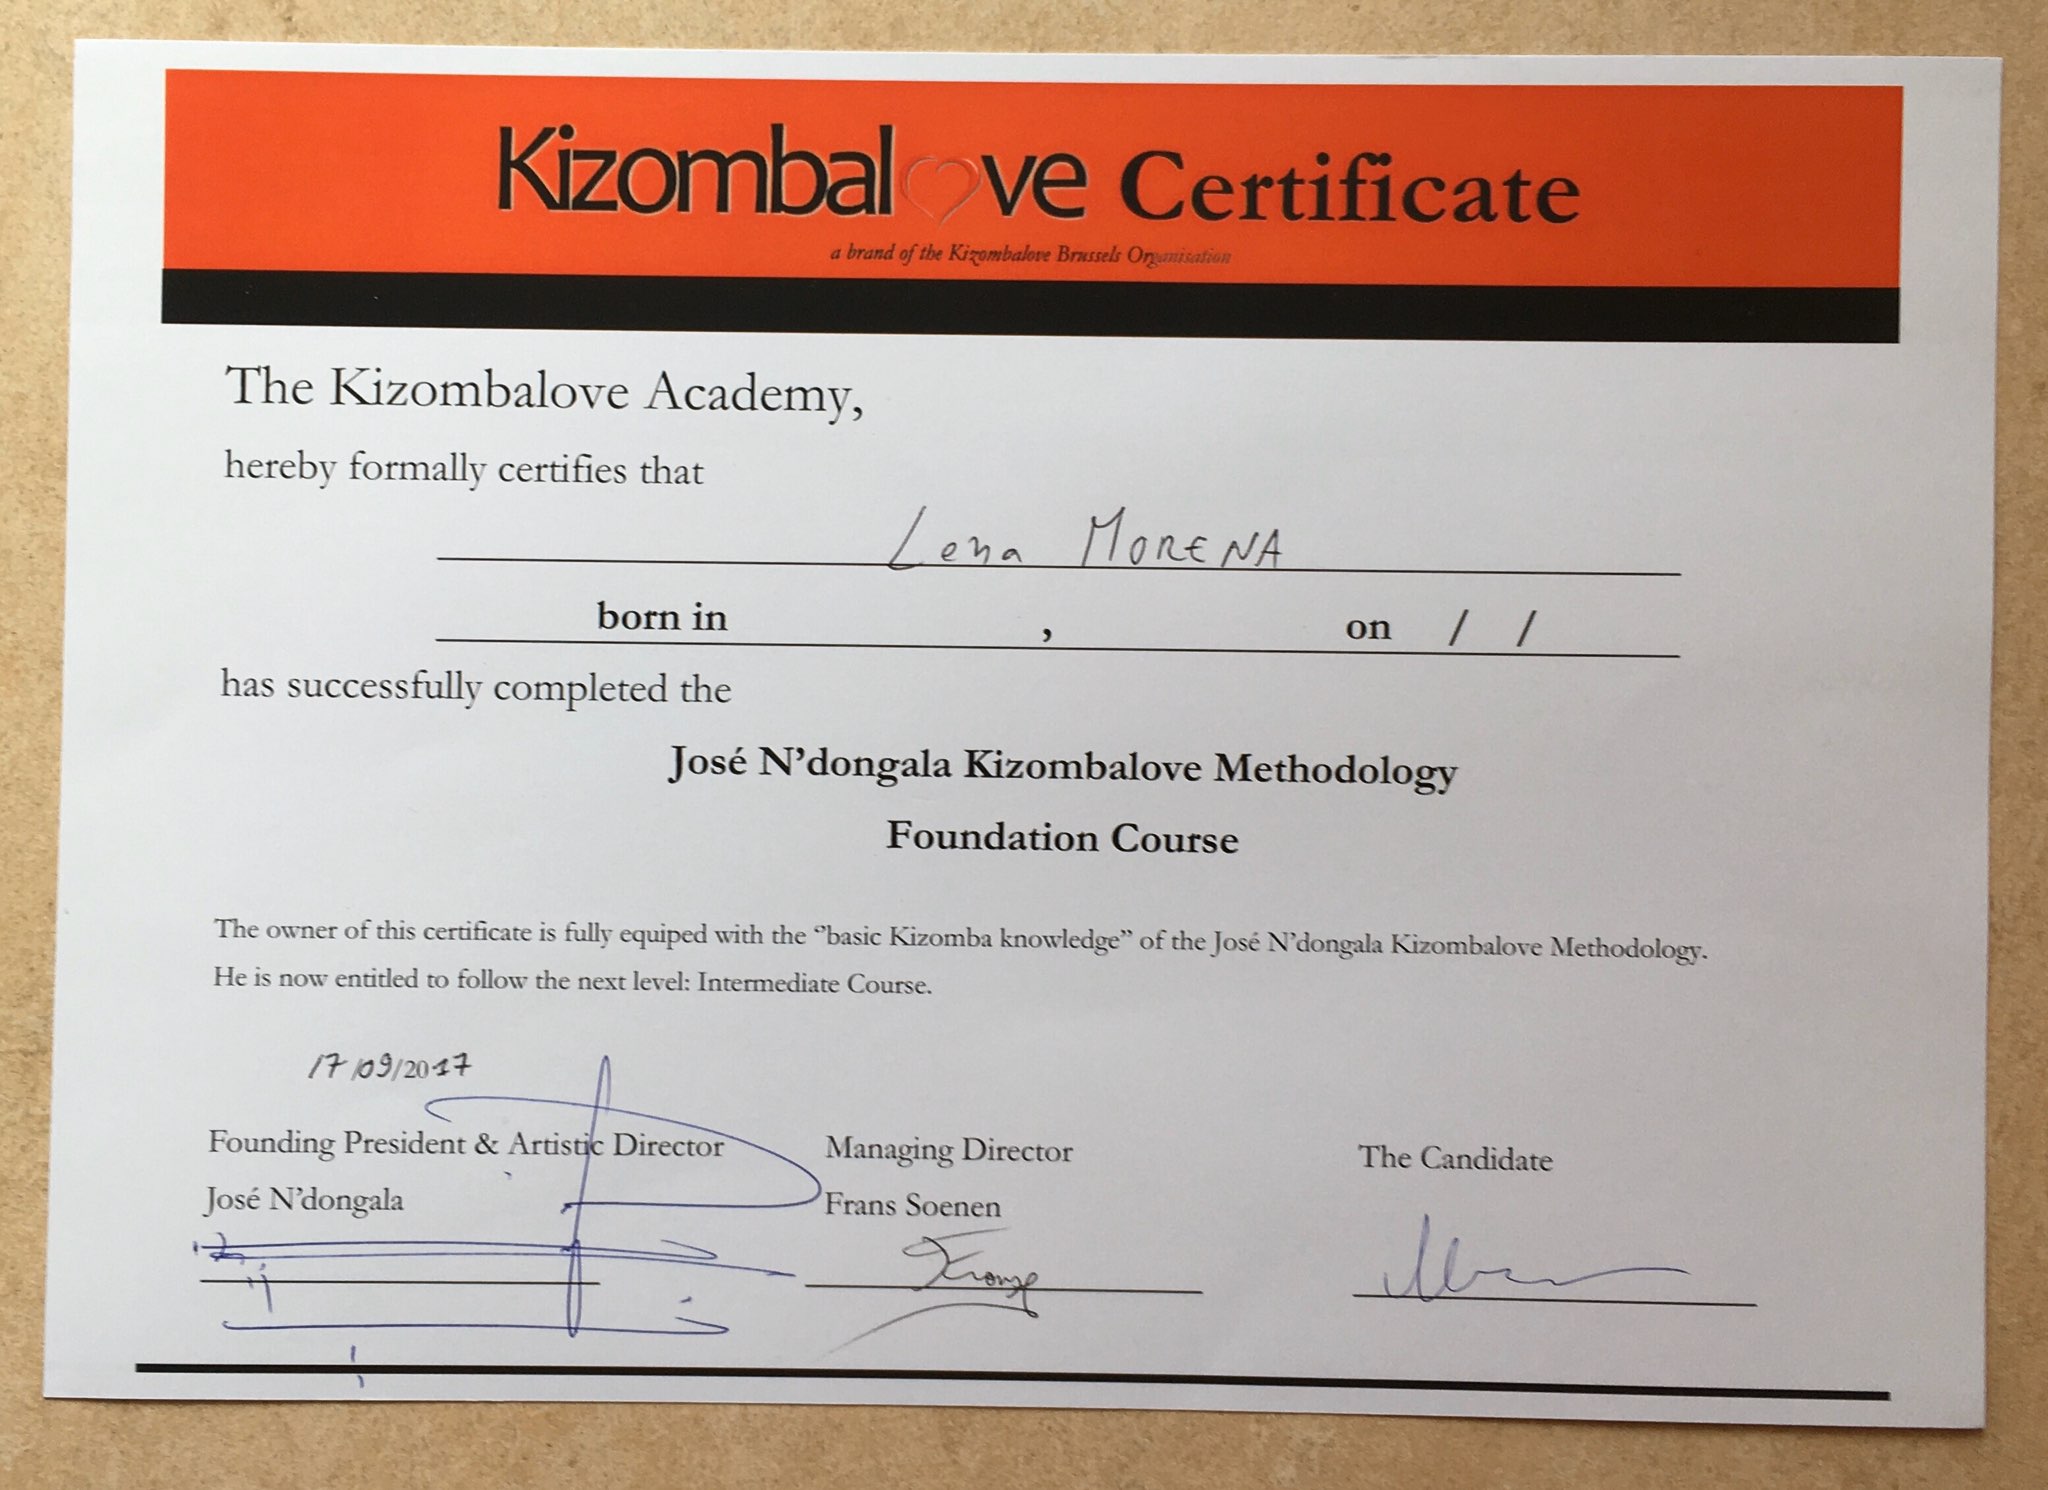 Kizombalove Certificate
a brand of the Kizombalove Brussels Organisation
The Kizombalove Academy,
hereby formally certifies that
Lena MORENA
born in , on / /
has successfully completed the
José N'dongala Kizombalove Methodology
Foundation Course
The owner of this certificate is fully equiped with the "basic Kizomba knowledge" of the José N'dongala Kizombalove Methodology.
He is now entitled to follow the next level: Intermediate Course.
17/09/2017
Founding President & Artistic Director Managing Director The Candidate
José N'dongala Frans Soenen